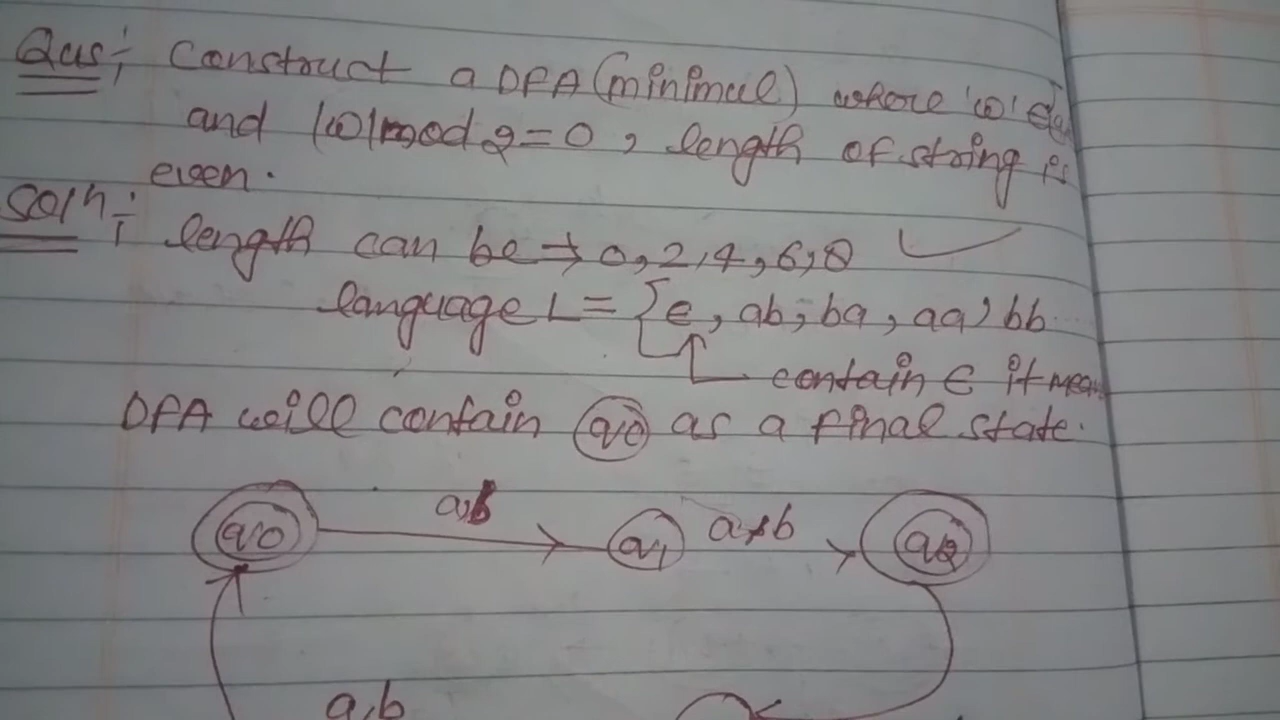 Qus:- Construct a DFA (minimal) where 'w'
and |w|mod 2=0, length of string is
even.
Soln:- length can be → 0,2,4,6,8
language L = {ϵ, ab, ba, aa, bb
contain ϵ it mean
DFA will contain q0 as a final state.
q0 a,b q1 a,b q2
a,b